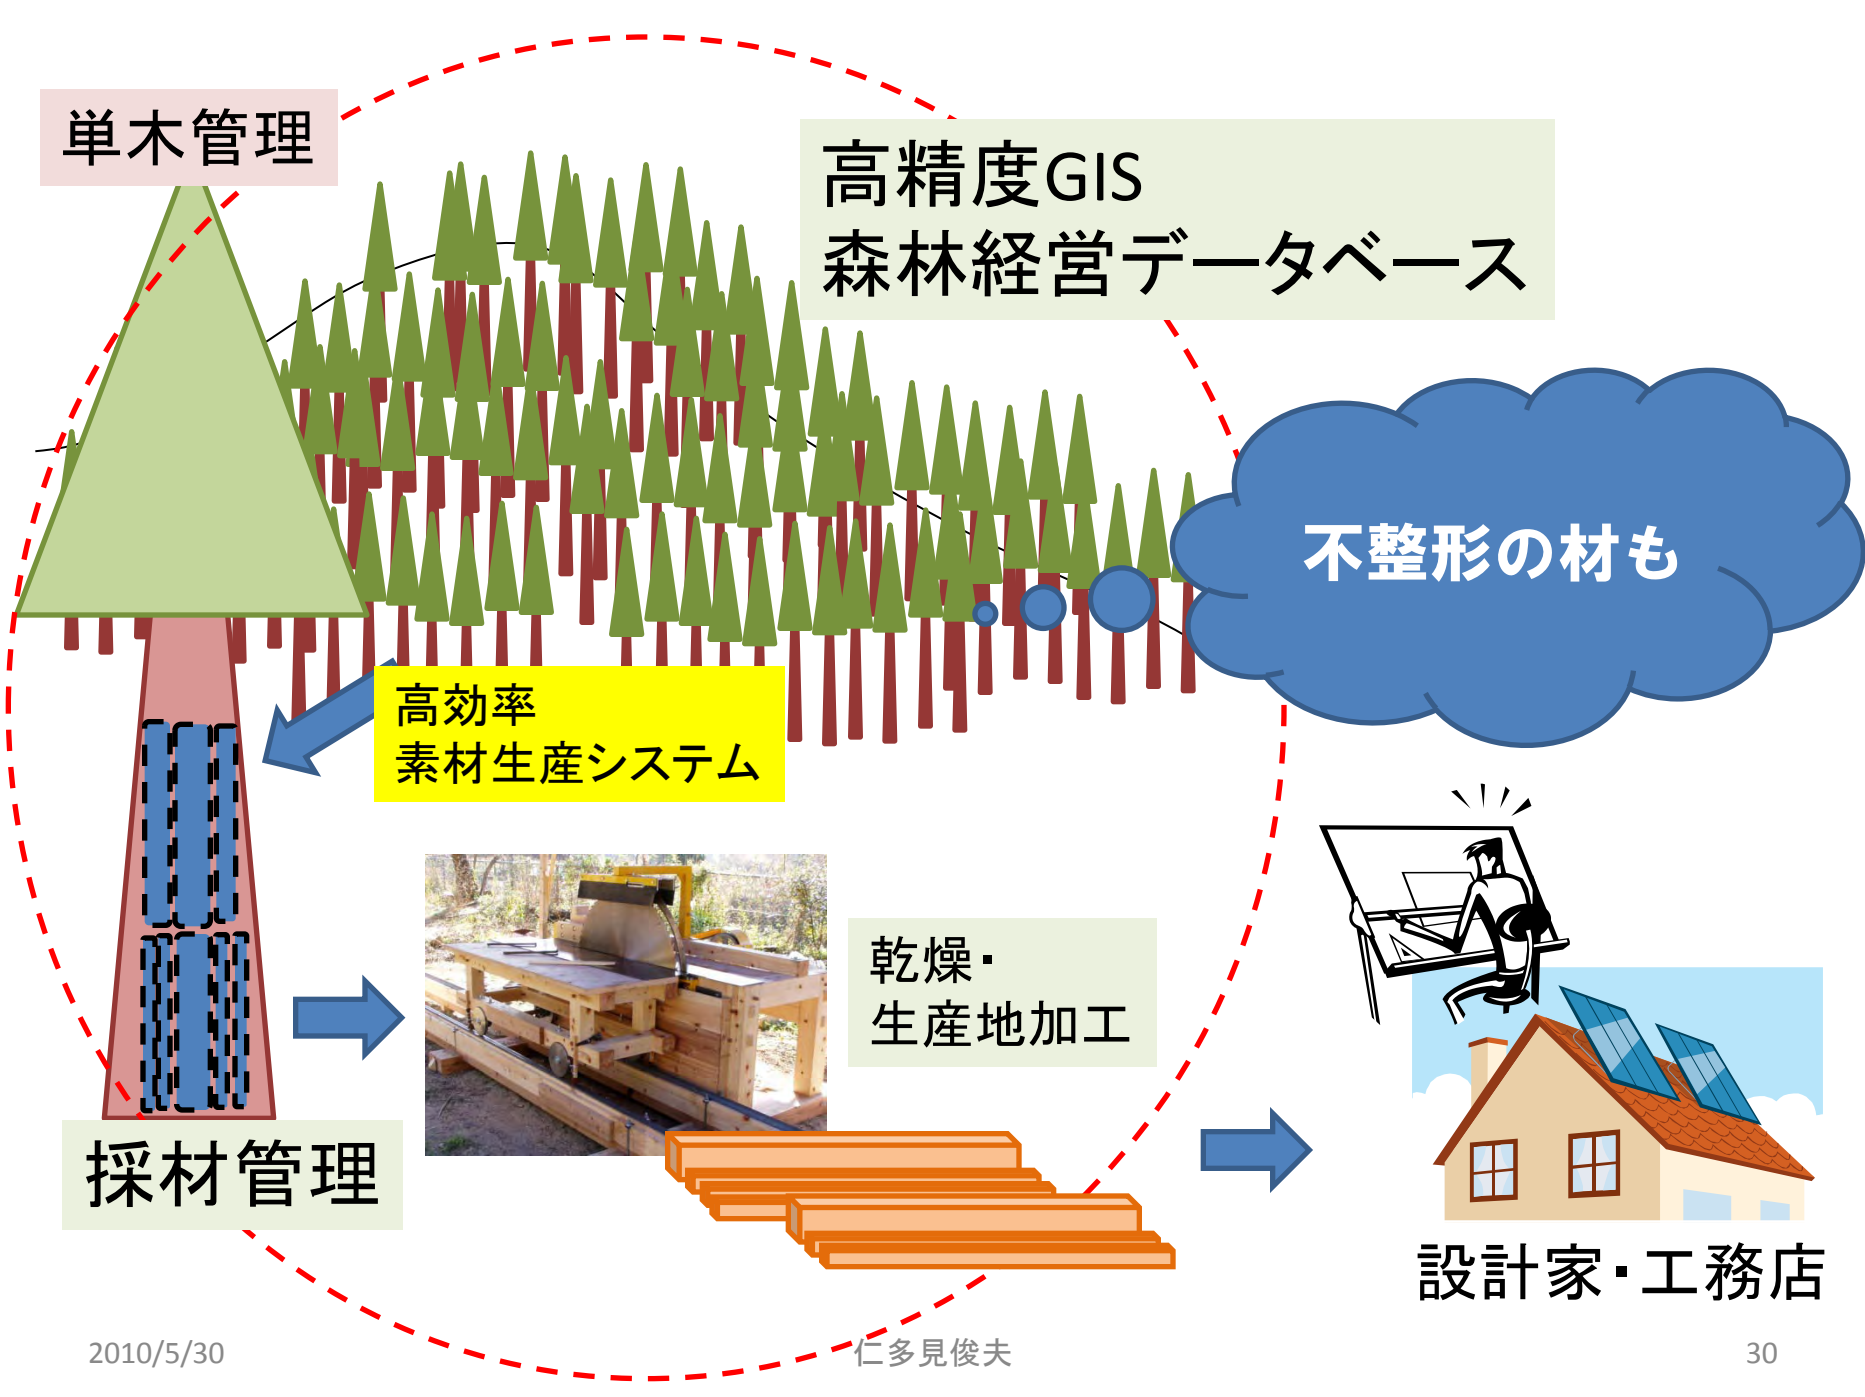 単木管理
高精度GIS
森林経営データベース
不整形の材も
高効率
素材生産システム
乾燥・
生産地加工
採材管理
設計家・工務店
2010/5/30
仁多見俊夫
30